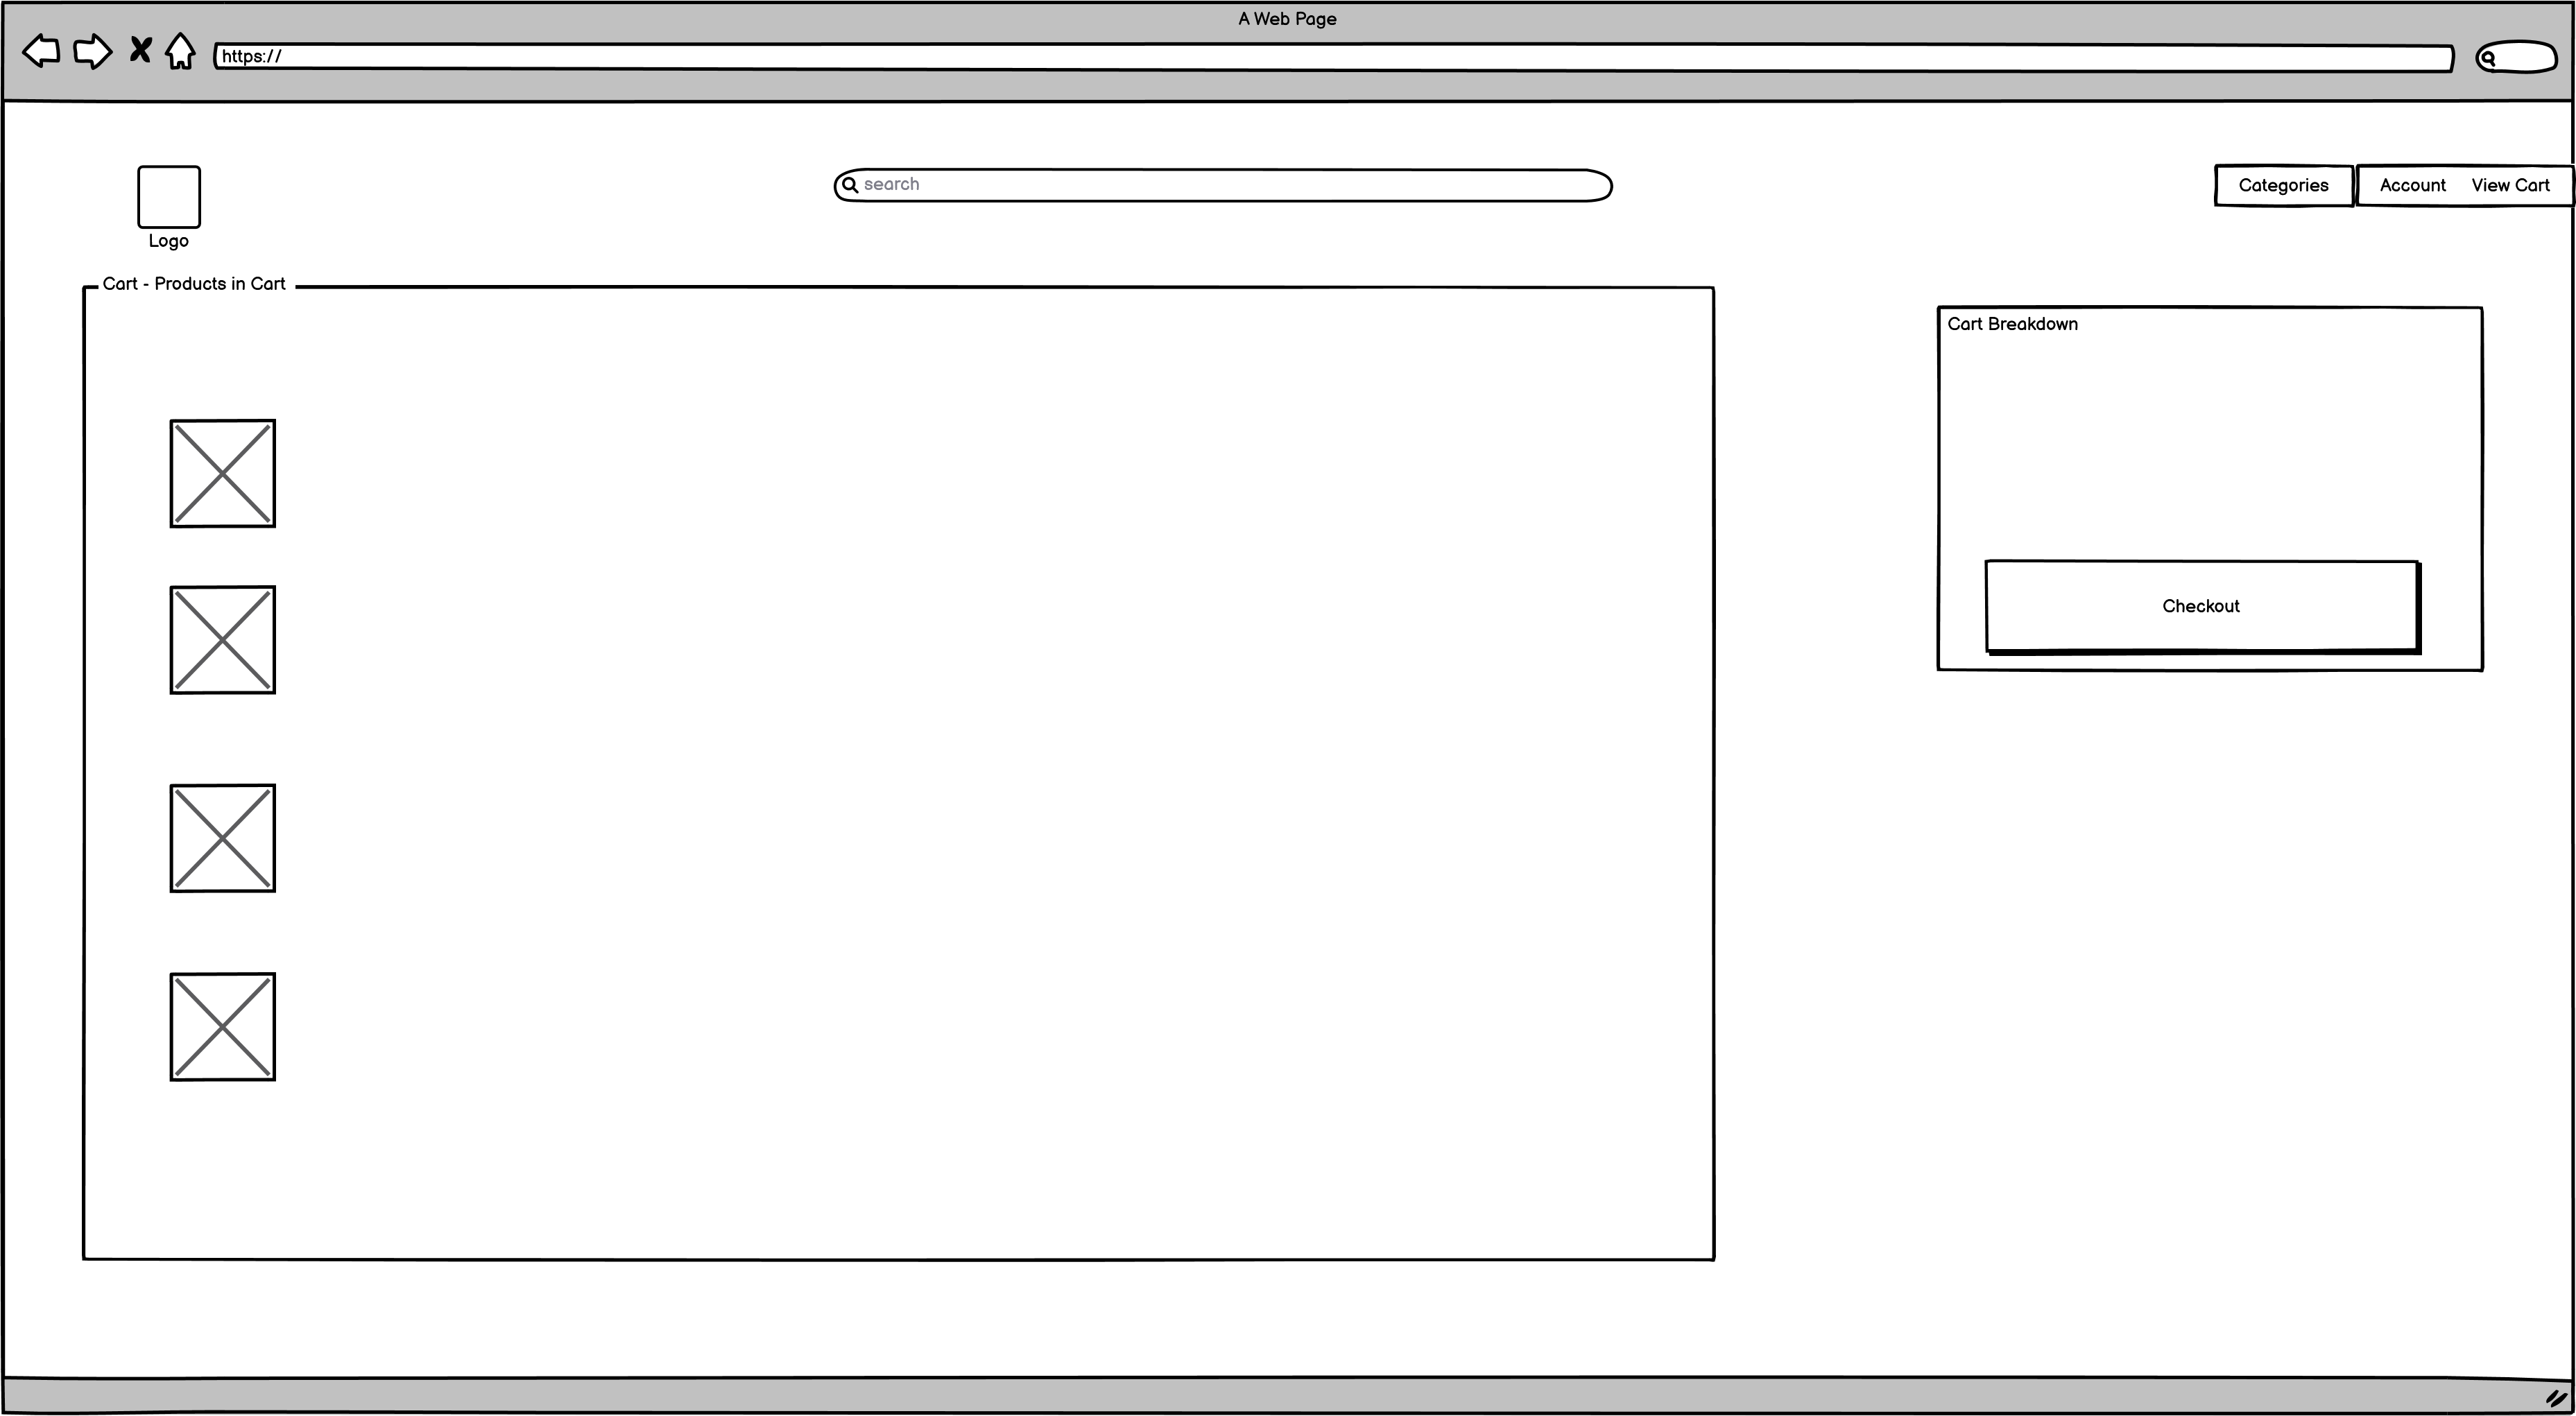 A Web Page
https://
search
Categories
Account View Cart
Logo
Cart - Products in Cart
Cart Breakdown
Checkout